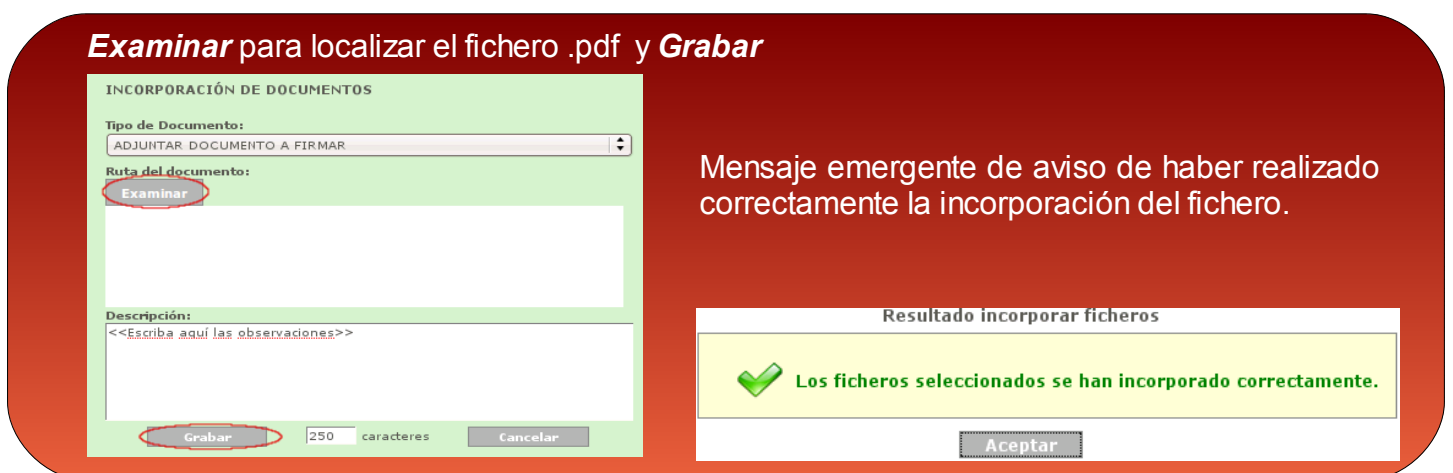 Examinar para localizar el fichero .pdf y Grabar
INCORPORACIÓN DE DOCUMENTOS
Tipo de Documento:
ADJUNTAR DOCUMENTO A FIRMAR
Ruta del documento:
Examinar
Descripción:
<<Escriba aquí las observaciones>>
Grabar 250 caracteres Cancelar
Mensaje emergente de aviso de haber realizado
correctamente la incorporación del fichero.
Resultado incorporar ficheros
Los ficheros seleccionados se han incorporado correctamente.
Aceptar